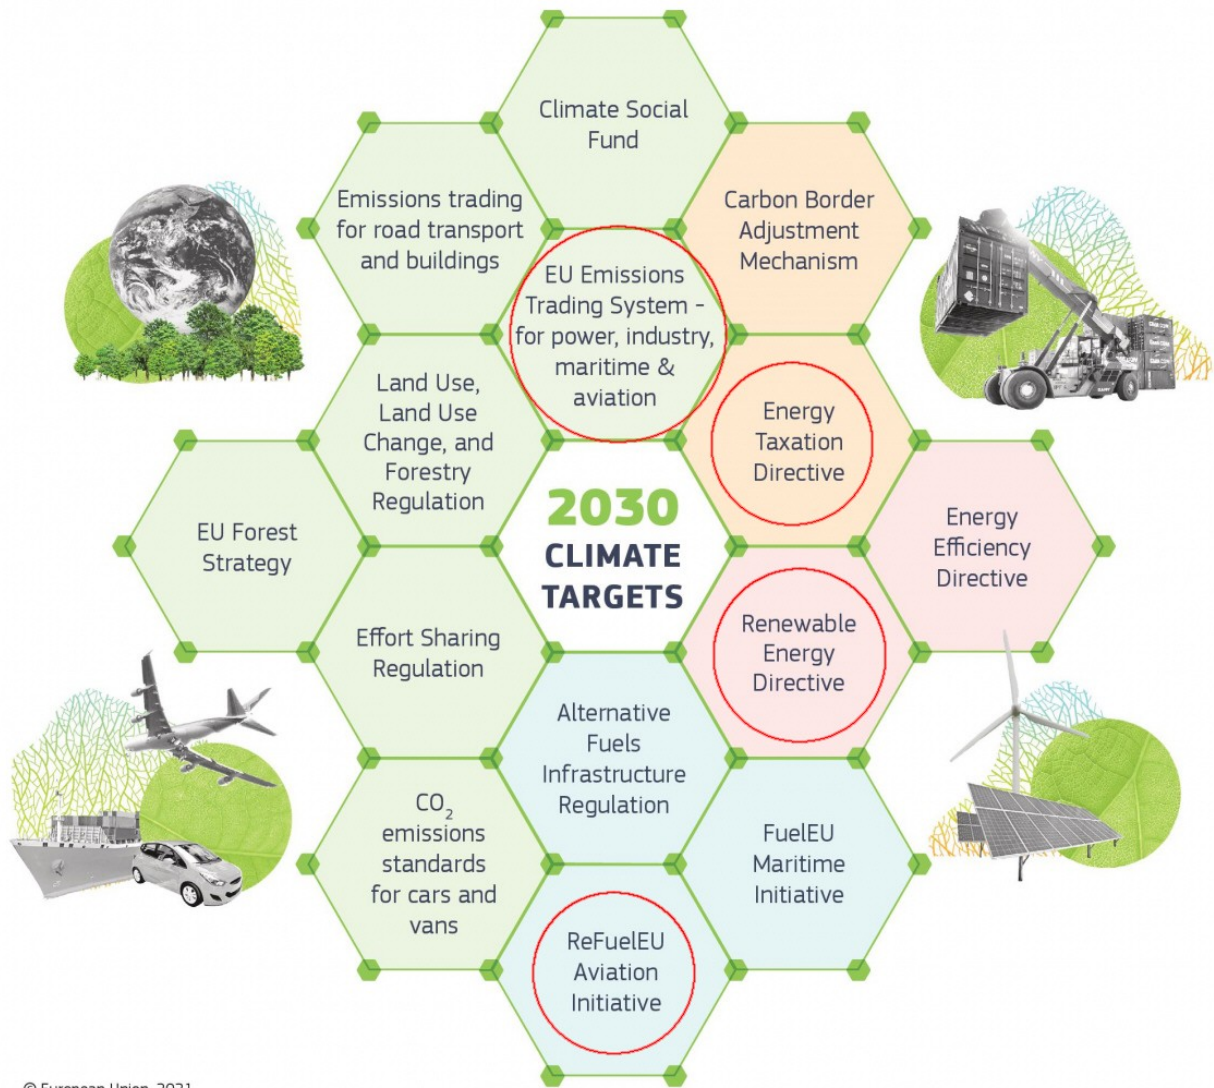 Climate Social
Fund
Emissions trading
for road transport
and buildings
Carbon Border
Adjustment
Mechanism
EU Emissions
Trading System -
for power, industry,
maritime &
aviation
Land Use,
Land Use
Change, and
Forestry
Regulation
Energy
Taxation
Directive
EU Forest
Strategy
2030
CLIMATE
TARGETS
Energy
Efficiency
Directive
Effort Sharing
Regulation
Renewable
Energy
Directive
Alternative
Fuels
Infrastructure
Regulation
CO₂
emissions
standards
for cars and
vans
FuelEU
Maritime
Initiative
ReFuelEU
Aviation
Initiative
© European Union, 2021